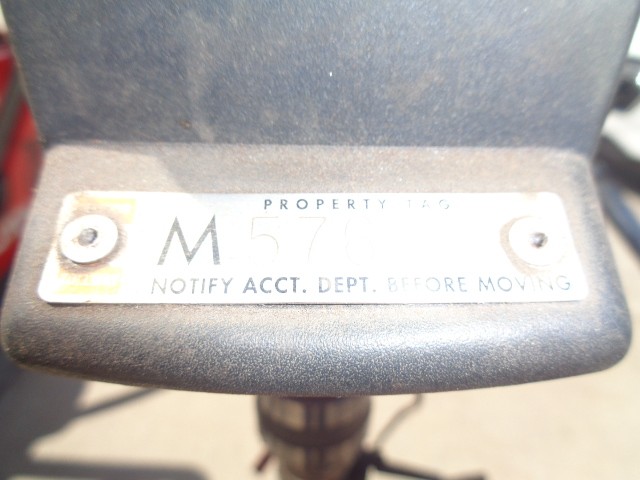 PROPERTY TAG
M 57
NOTIFY ACCT. DEPT. BEFORE MOVING